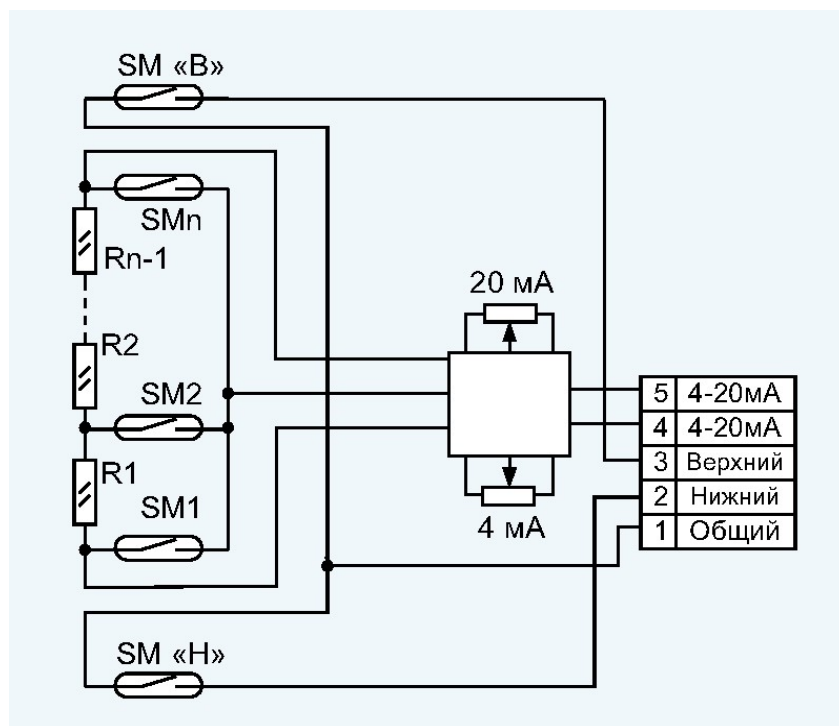 SM «В»
SMn
Rn-1
20 мА
R2
SM2
5 4-20мА
4 4-20мА
3 Верхний
R1
2 Нижний
SM1
4 мА
1 Общий
SM «Н»